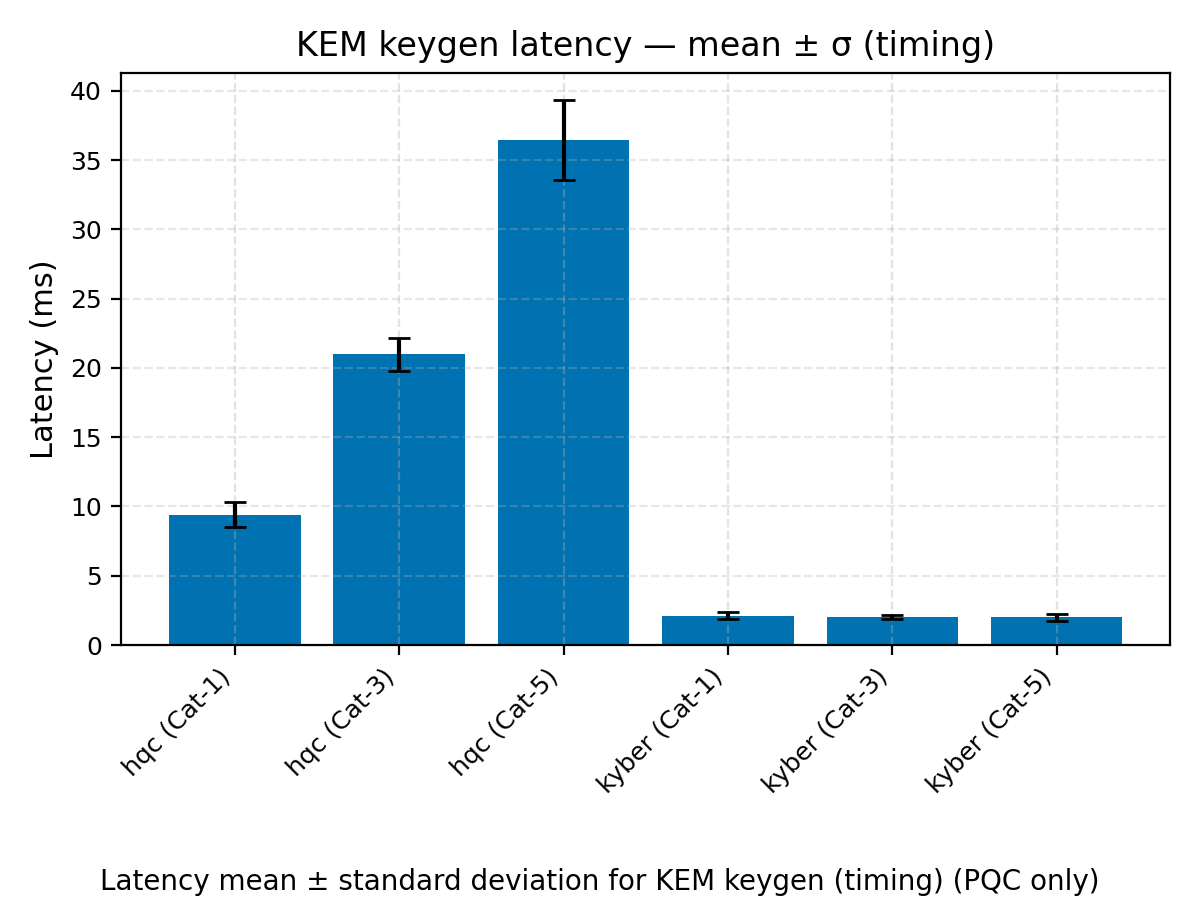 KEM keygen latency — mean ± σ (timing)
Latency (ms)
40
35
30
25
20
15
10
5
0
hqc (Cat-1)
hqc (Cat-3)
hqc (Cat-5)
kyber (Cat-1)
kyber (Cat-3)
kyber (Cat-5)
Latency mean ± standard deviation for KEM keygen (timing) (PQC only)